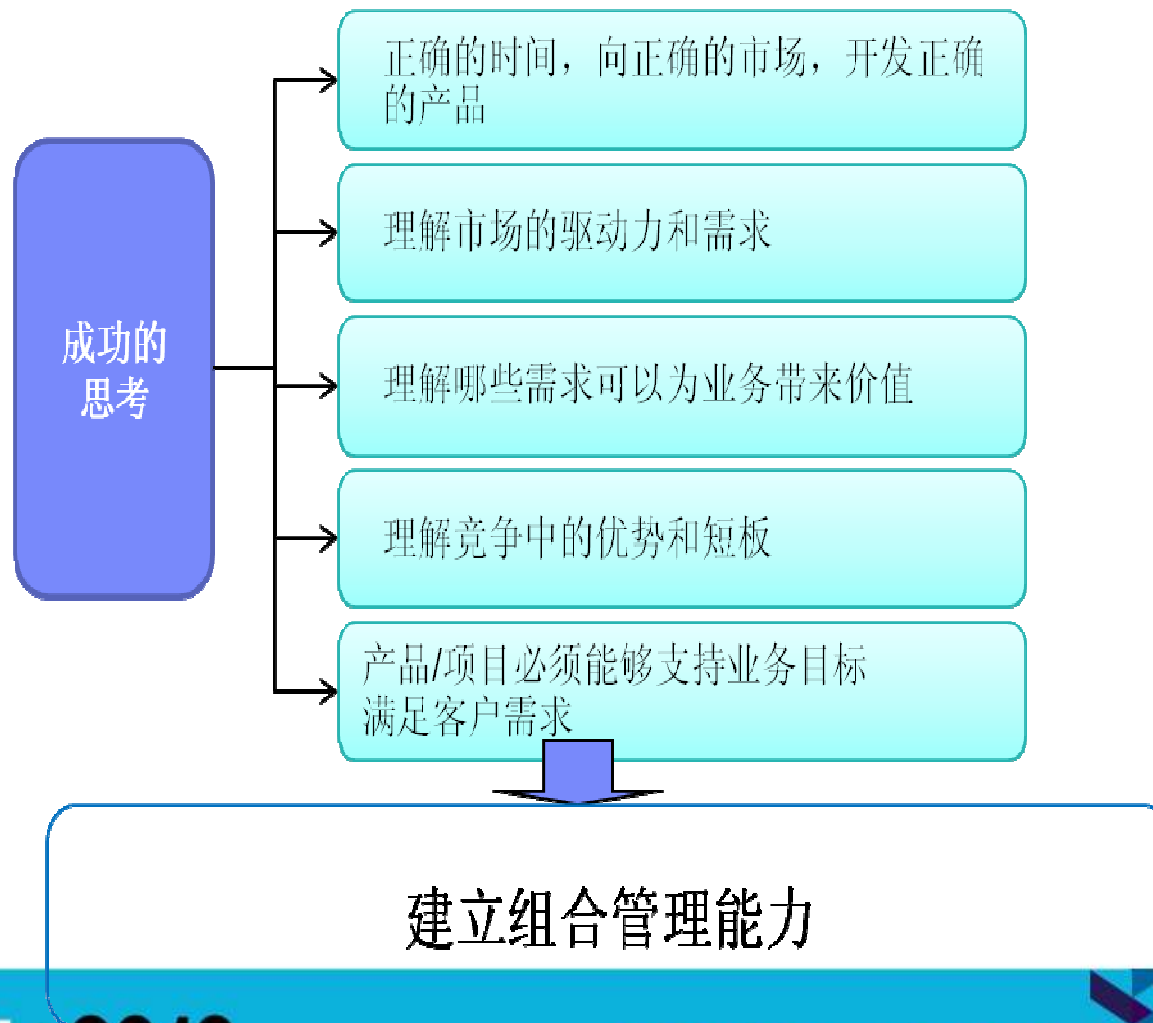 正确的时间，向正确的市场，开发正确
的产品
理解市场的驱动力和需求
成功的
思考
理解哪些需求可以为业务带来价值
理解竞争中的优势和短板
产品/项目必须能够支持业务目标
满足客户需求
建立组合管理能力